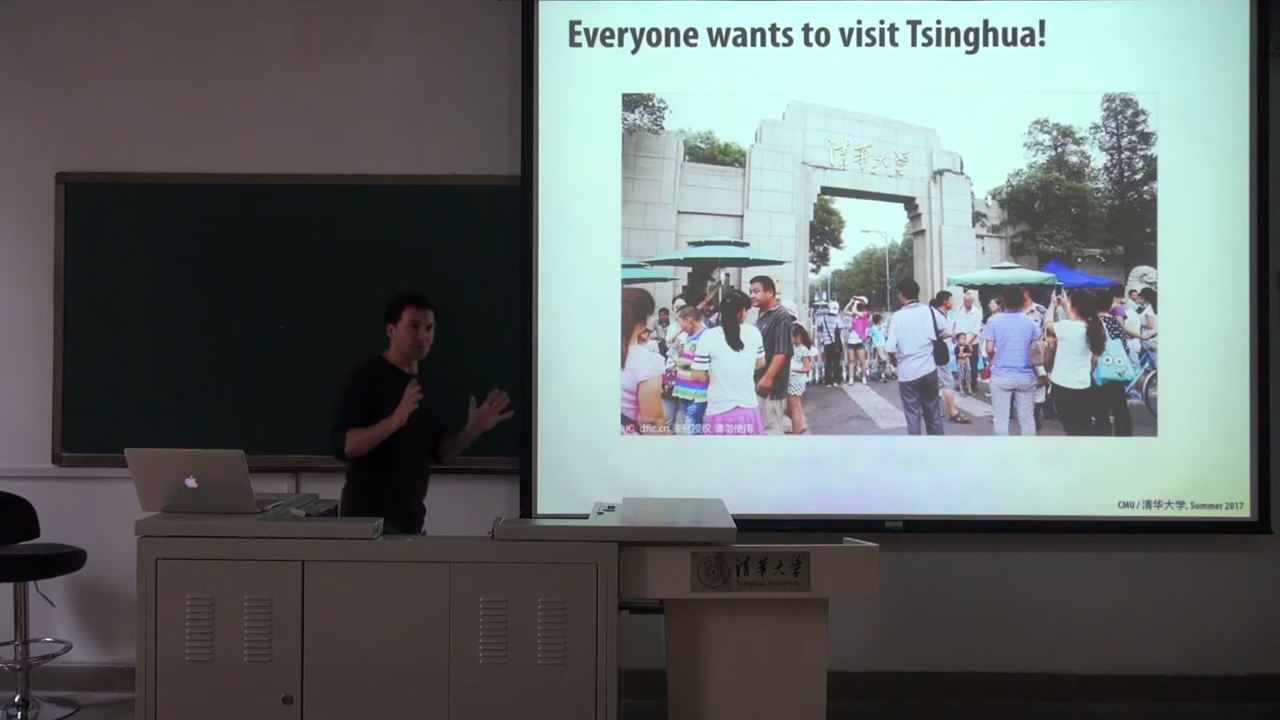 Everyone wants to visit Tsinghua!
清华大学
IC dfic.cn 未经授权 请勿使用
CMU / 清华大学, Summer 2017
清华大学
Tsinghua University